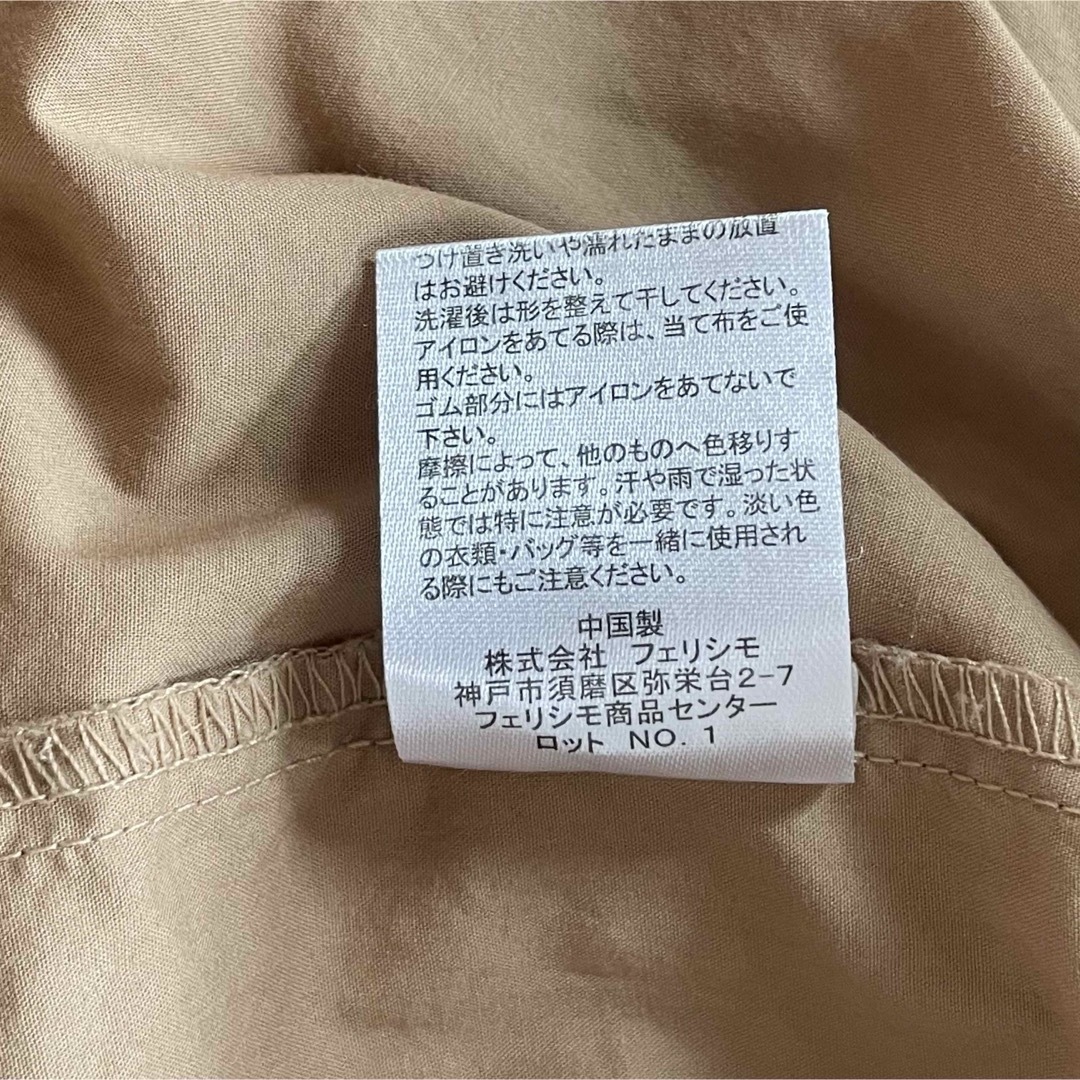 つけ置き洗いや濡れたままの放置
はお避けください。
洗濯後は形を整えて干してください。
アイロンをあてる際は、当て布をご使
用ください。
ゴム部分にはアイロンをあてないで
下さい。
摩擦によって、他のものへ色移りす
ることがあります。汗や雨で湿った状
態では特に注意が必要です。淡い色
の衣類・バッグ等を一緒に使用され
る際にもご注意ください。
中国製
株式会社 フェリシモ
神戸市須磨区弥栄台2-7
フェリシモ商品センター
ロット NO. 1